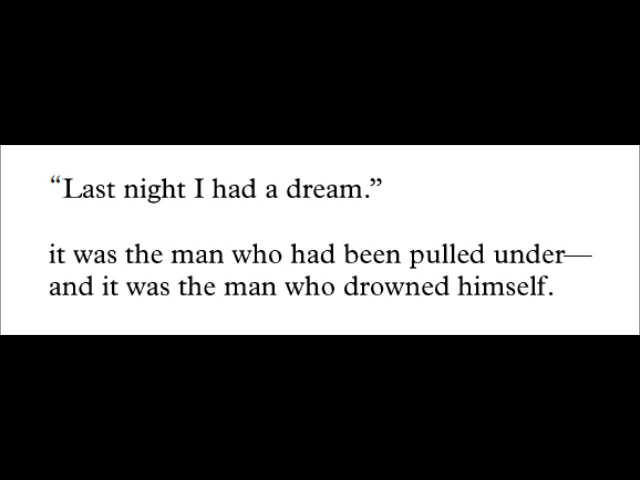 “Last night I had a dream.”
it was the man who had been pulled under—
and it was the man who drowned himself.